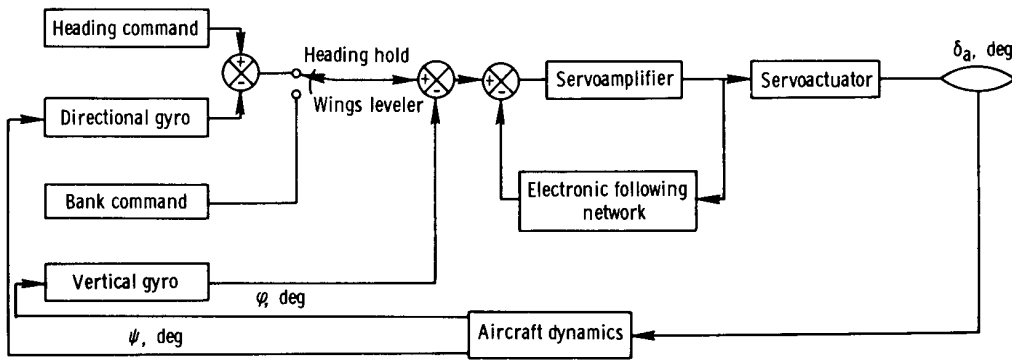 Heading command
+
-
Heading hold
Wings leveler
+
-
+
-
Servoamplifier
Servoactuator
δa, deg
Directional gyro
Bank command
Electronic following
network
Vertical gyro
φ, deg
ψ, deg
Aircraft dynamics